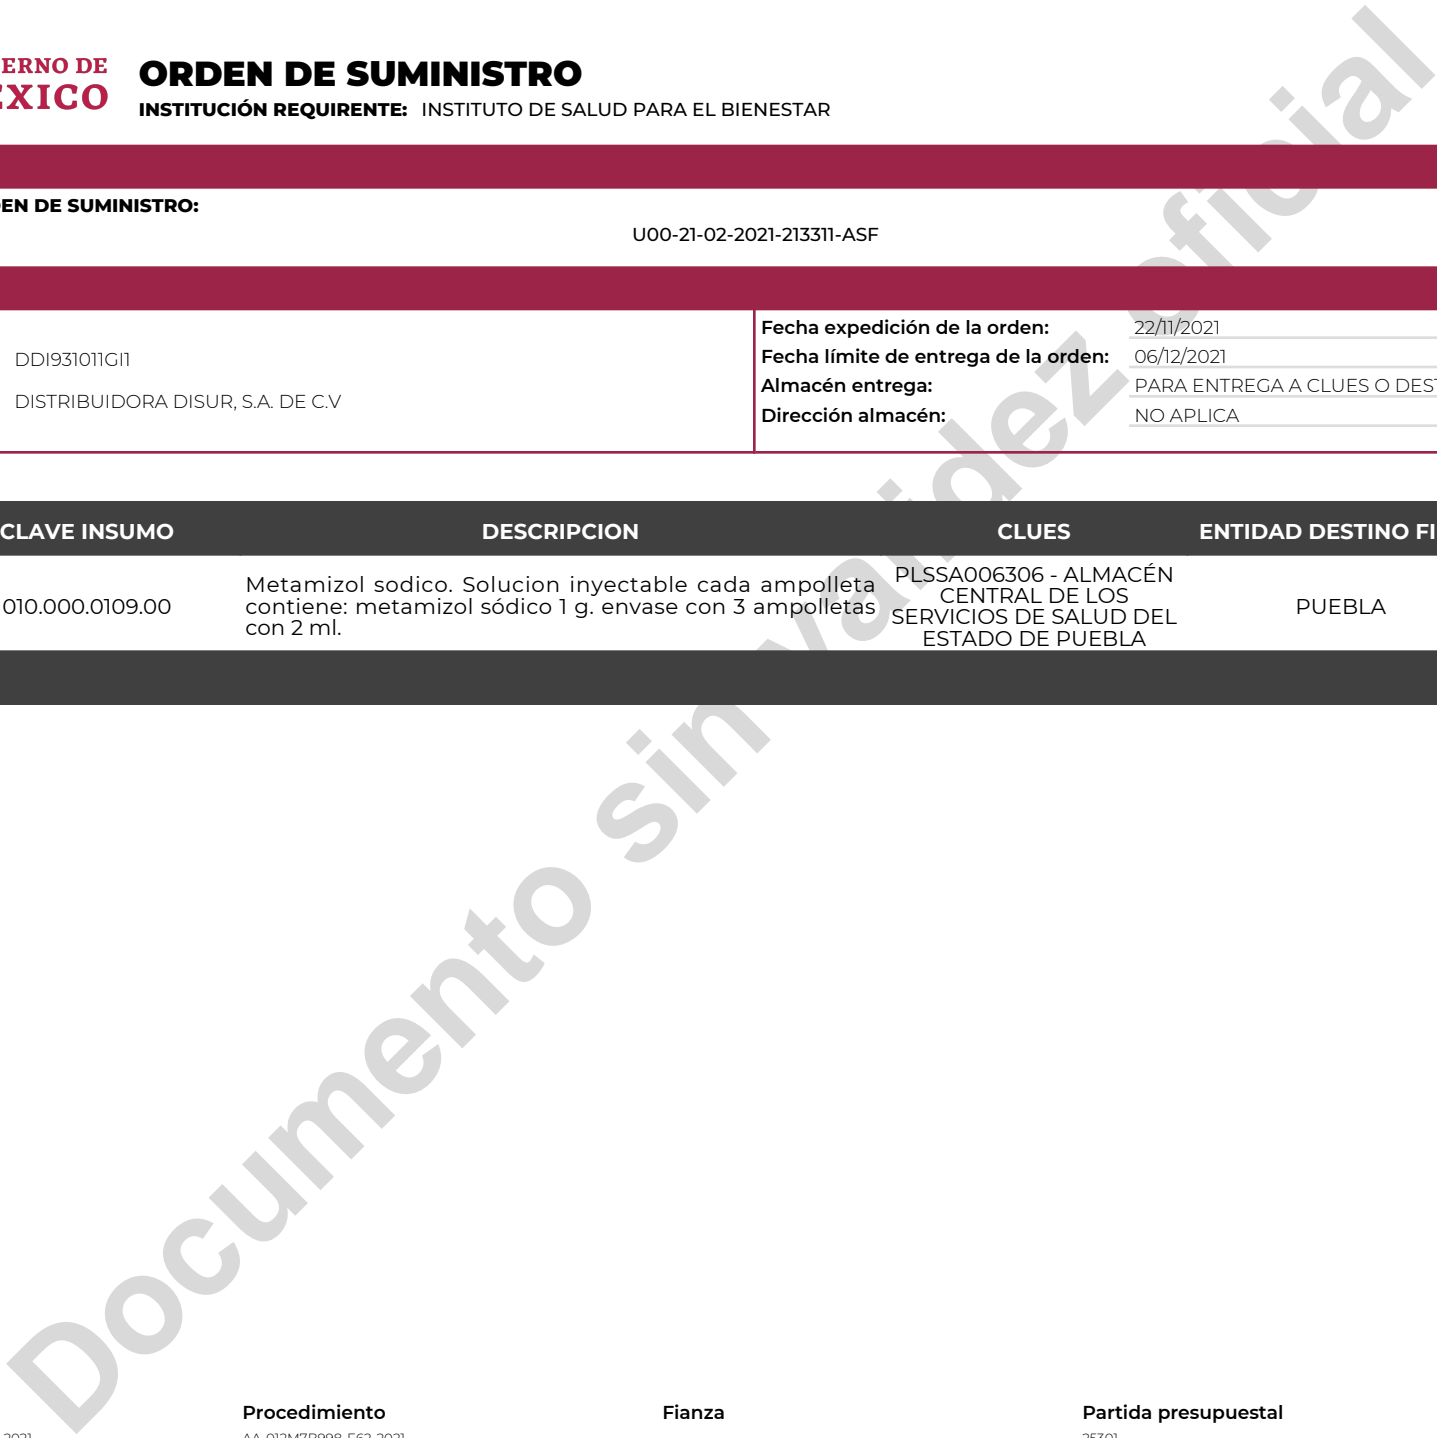 ERNO DE
EXICO
ORDEN DE SUMINISTRO
INSTITUCIÓN REQUIRENTE: INSTITUTO DE SALUD PARA EL BIENESTAR
EN DE SUMINISTRO:
U00-21-02-2021-213311-ASF
DDI931011GI1
DISTRIBUIDORA DISUR, S.A. DE C.V
Fecha expedición de la orden: 22/11/2021
Fecha límite de entrega de la orden: 06/12/2021
Almacén entrega: PARA ENTREGA A CLUES O DEST
Dirección almacén: NO APLICA
CLAVE INSUMO DESCRIPCION CLUES ENTIDAD DESTINO FI
010.000.0109.00
Metamizol sodico. Solucion inyectable cada ampolleta
contiene: metamizol sódico 1 g. envase con 3 ampolletas
con 2 ml.
PLSSA006306 - ALMACÉN
CENTRAL DE LOS
SERVICIOS DE SALUD DEL
ESTADO DE PUEBLA
PUEBLA
Documento sin validez oficial
Procedimiento Fianza Partida presupuestal